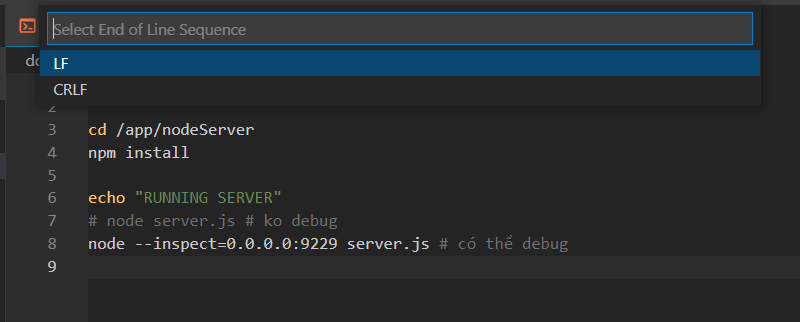 Select End of Line Sequence
LF
CRLF
2
3 cd /app/nodeServer
4 npm install
5
6 echo "RUNNING SERVER"
7 # node server.js # ko debug
8 node --inspect=0.0.0.0:9229 server.js # có thể debug
9